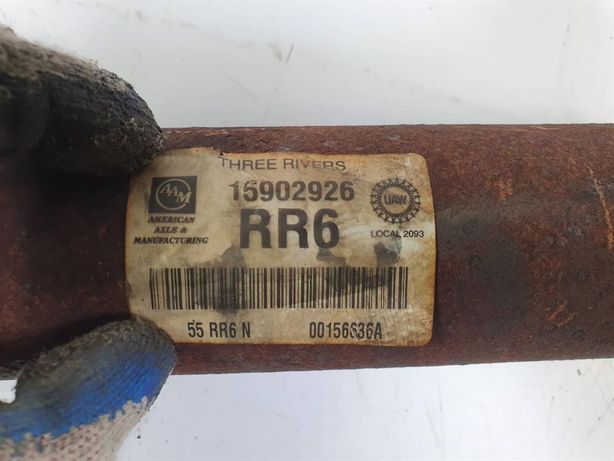 THREE RIVERS
AAM
AMERICAN
AXLE &
MANUFACTURING
15902926
RR6
UAW
LOCAL 2093
55 RR6 N
00156636A